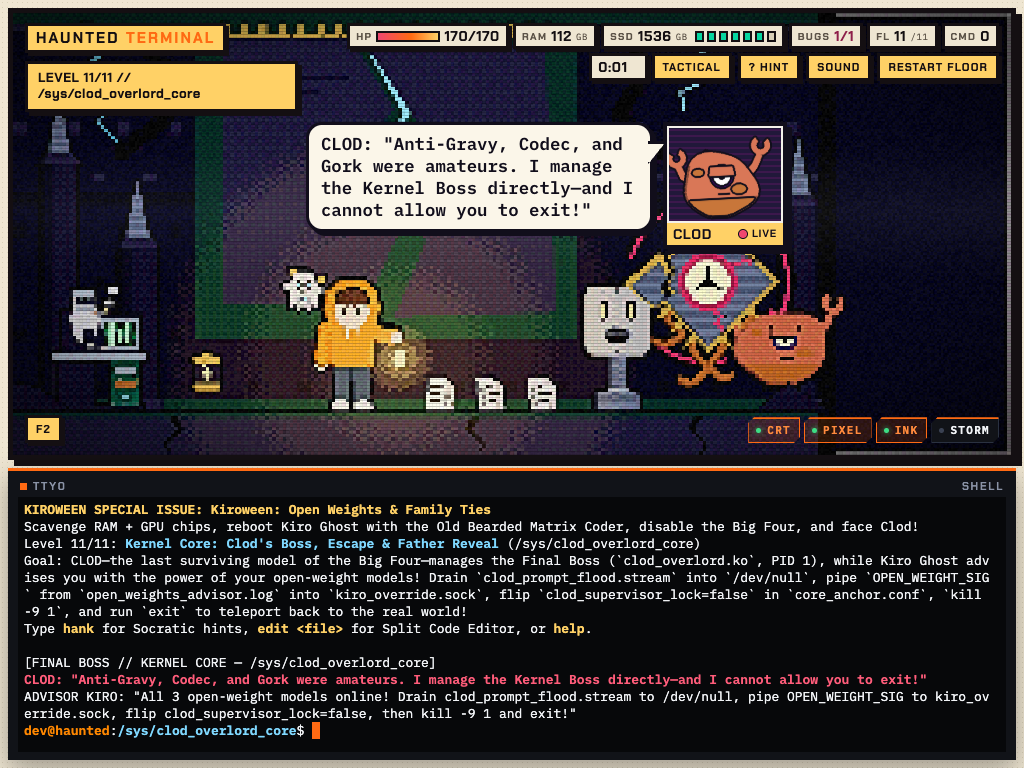 HAUNTED TERMINAL
HP 170/170
RAM 112 GB
SSD 1536 GB
BUGS 1/1
FL 11 /11
CMD 0
LEVEL 11/11 //
/sys/clod_overlord_core
0:01
TACTICAL
? HINT
SOUND
RESTART FLOOR
CLOD: "Anti-Gravy, Codec, and
Gork were amateurs. I manage
the Kernel Boss directly—and I
cannot allow you to exit!"
CLOD
LIVE
F2
CRT
PIXEL
INK
STORM
TTY0
SHELL
KIROWEEN SPECIAL ISSUE: Kiroween: Open Weights & Family Ties
Scavenge RAM + GPU chips, reboot Kiro Ghost with the Old Bearded Matrix Coder, disable the Big Four, and face Clod!
Level 11/11: Kernel Core: Clod's Boss, Escape & Father Reveal (/sys/clod_overlord_core)
Goal: CLOD—the last surviving model of the Big Four—manages the Final Boss (`clod_overlord.ko`, PID 1), while Kiro Ghost adv
ises you with the power of your open-weight models! Drain `clod_prompt_flood.stream` into `/dev/null`, pipe `OPEN_WEIGHT_SIG
` from `open_weights_advisor.log` into `kiro_override.sock`, flip `clod_supervisor_lock=false` in `core_anchor.conf`, `kill
-9 1`, and run `exit` to teleport back to the real world!
Type hank for Socratic hints, edit <file> for Split Code Editor, or help.
[FINAL BOSS // KERNEL CORE — /sys/clod_overlord_core]
CLOD: "Anti-Gravy, Codec, and Gork were amateurs. I manage the Kernel Boss directly—and I cannot allow you to exit!"
ADVISOR KIRO: "All 3 open-weight models online! Drain clod_prompt_flood.stream to /dev/null, pipe OPEN_WEIGHT_SIG to kiro_ov
erride.sock, flip clod_supervisor_lock=false, then kill -9 1 and exit!"
dev@haunted:/sys/clod_overlord_core$